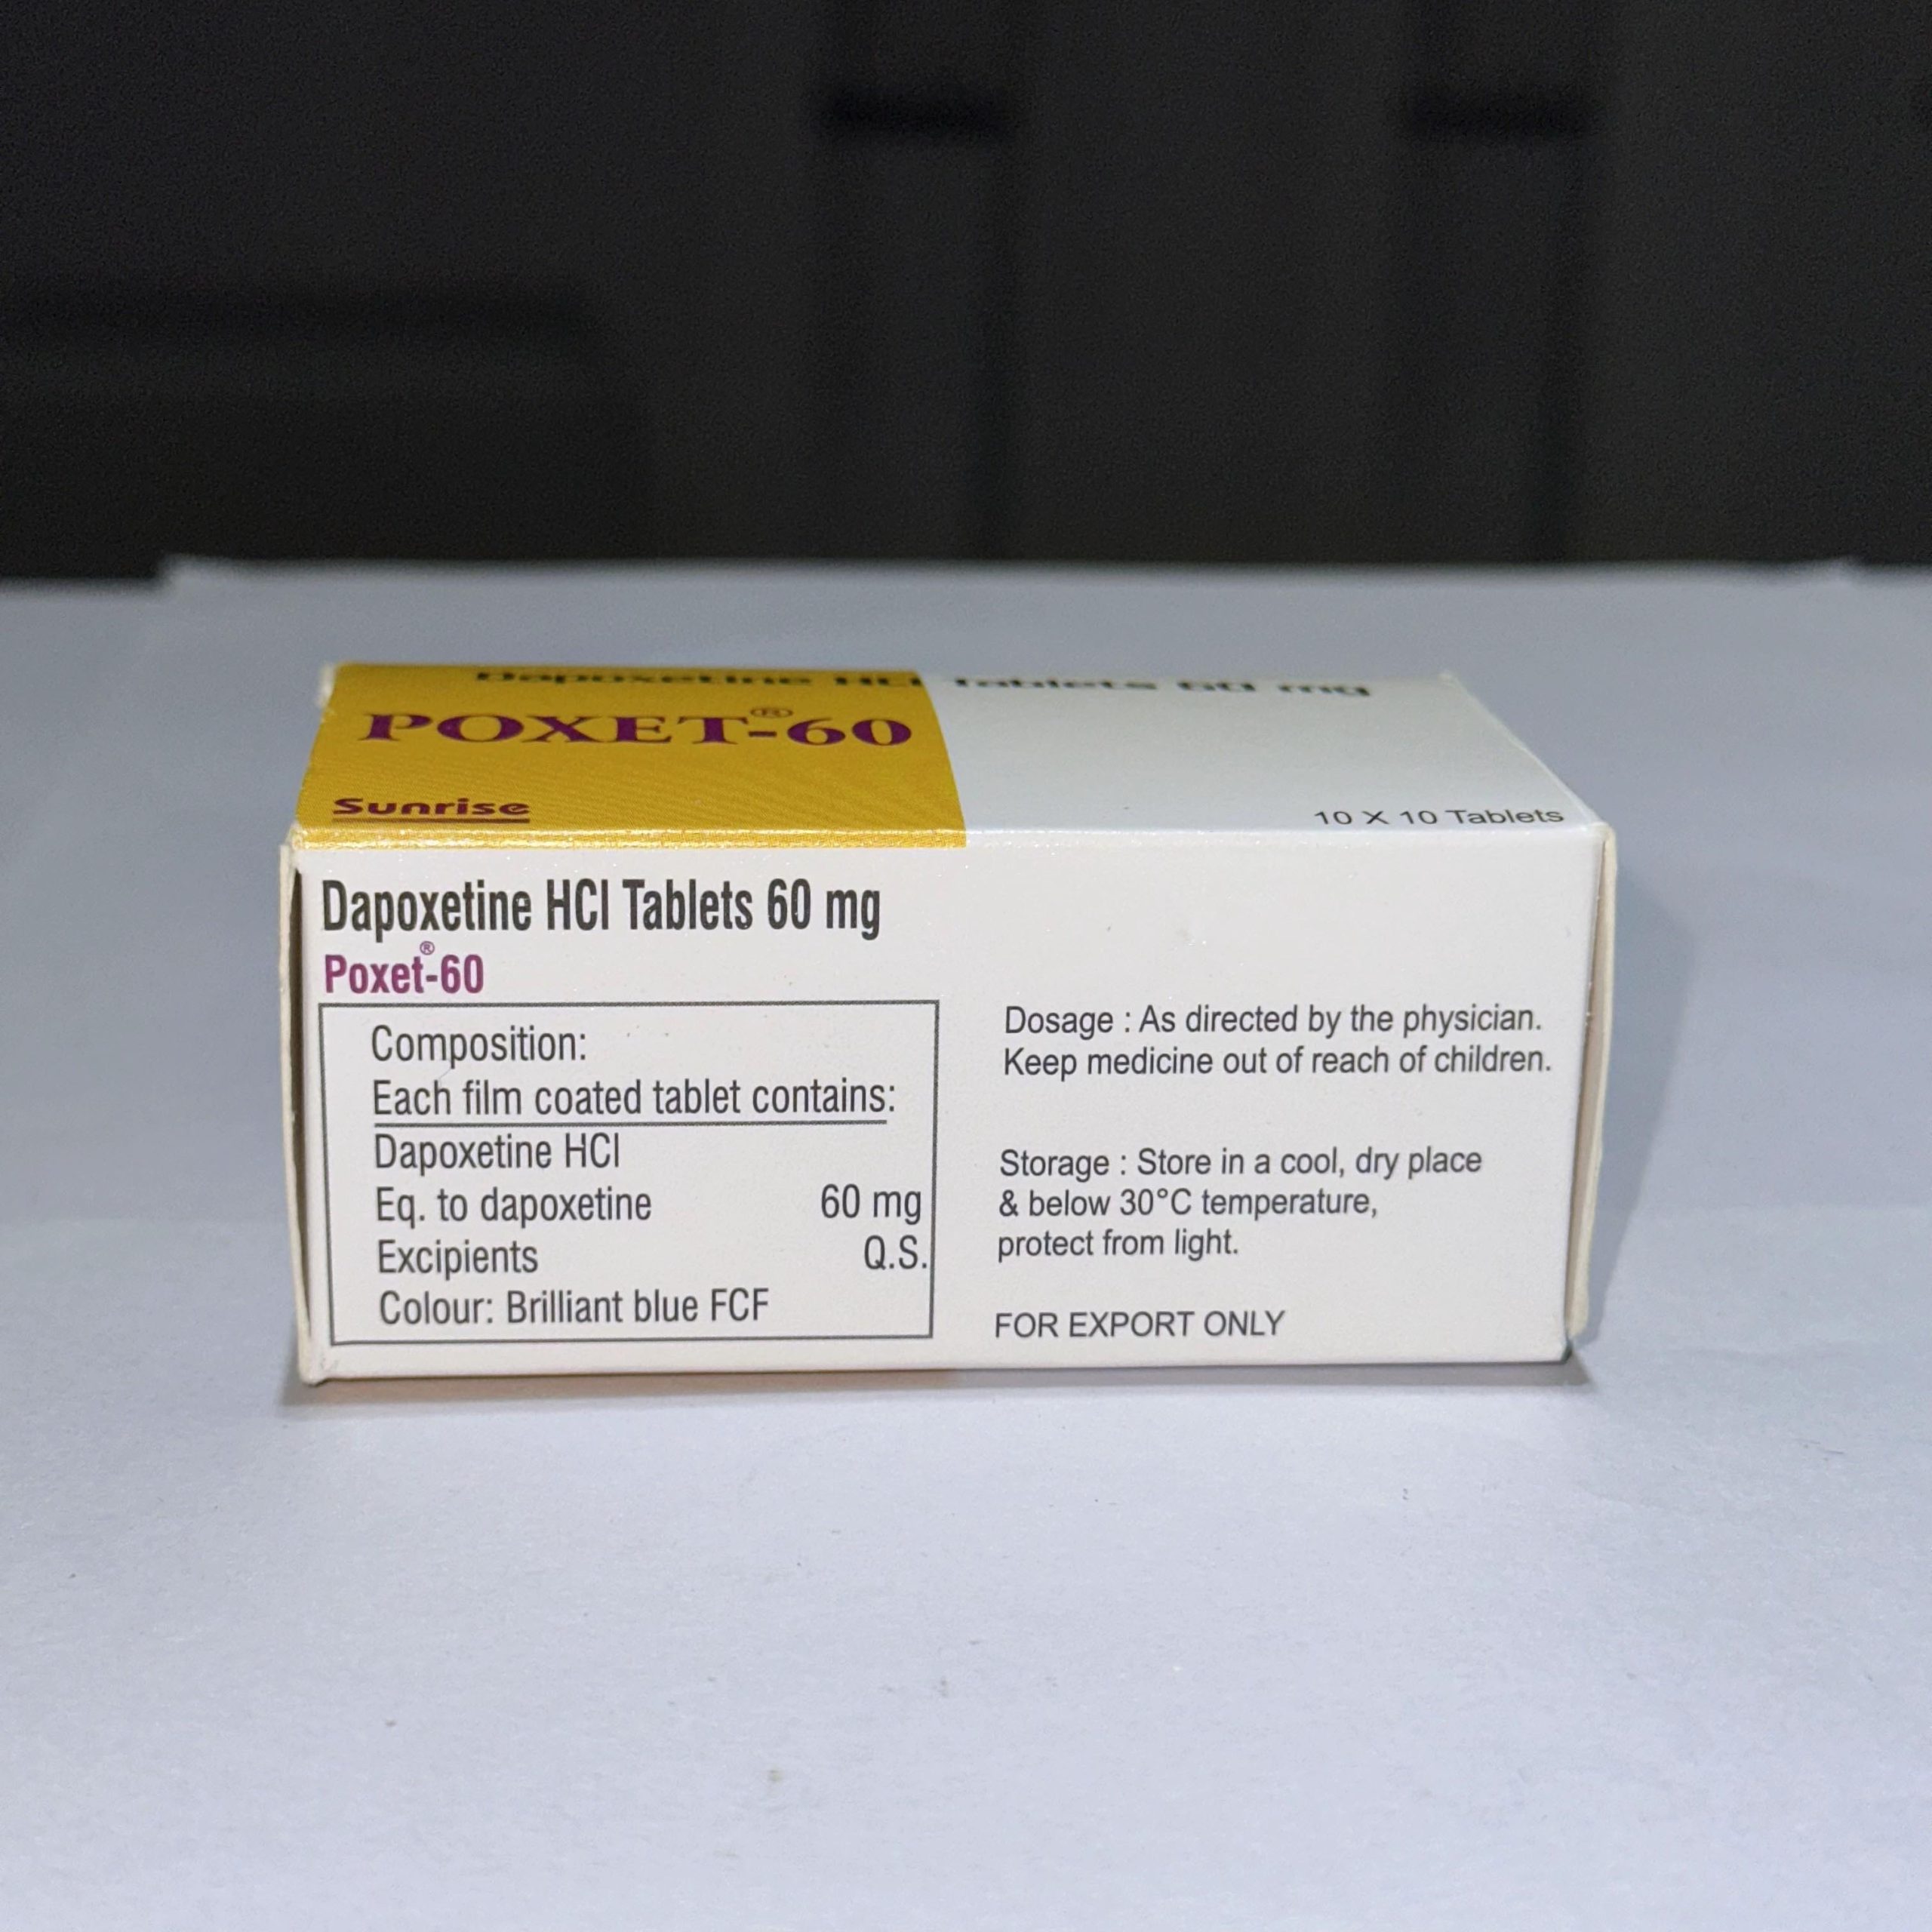 Dapoxetine HCl Tablets 60 mg
POXET®-60
Sunrise
10 X 10 Tablets
Dapoxetine HCl Tablets 60 mg
Poxet®-60
Composition:
Each film coated tablet contains:
Dapoxetine HCl
Eq. to dapoxetine 60 mg
Excipients Q.S.
Colour: Brilliant blue FCF
Dosage : As directed by the physician.
Keep medicine out of reach of children.
Storage : Store in a cool, dry place
& below 30°C temperature,
protect from light.
FOR EXPORT ONLY